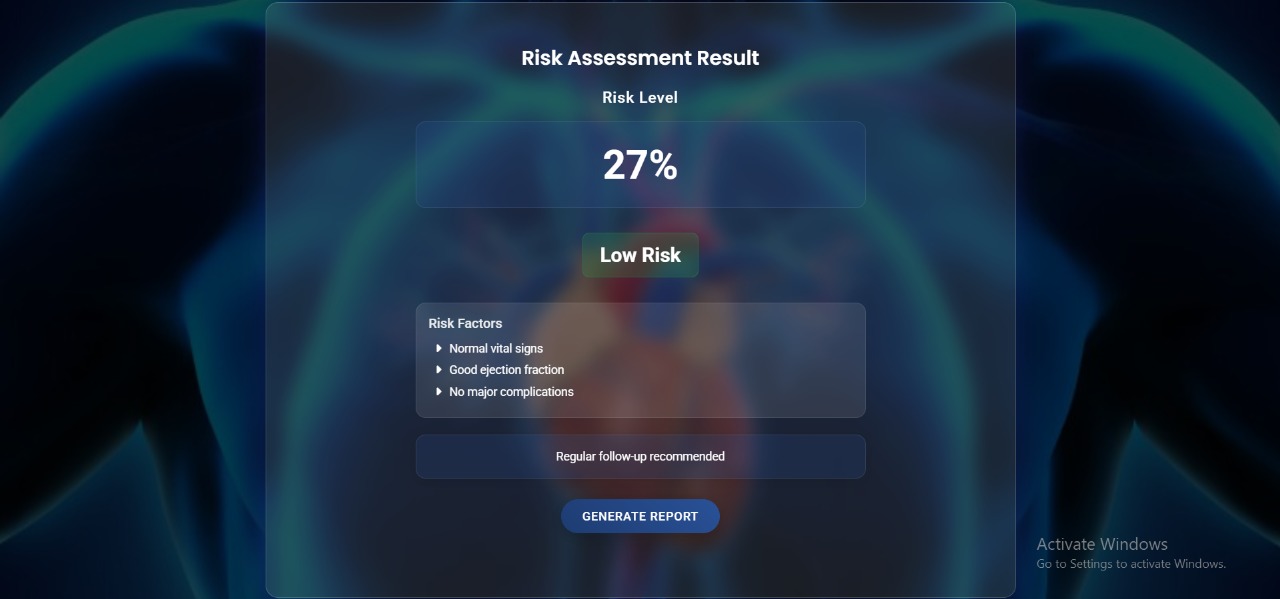 Risk Assessment Result
Risk Level
27%
Low Risk
Risk Factors
Normal vital signs
Good ejection fraction
No major complications
Regular follow-up recommended
GENERATE REPORT
Activate Windows
Go to Settings to activate Windows.